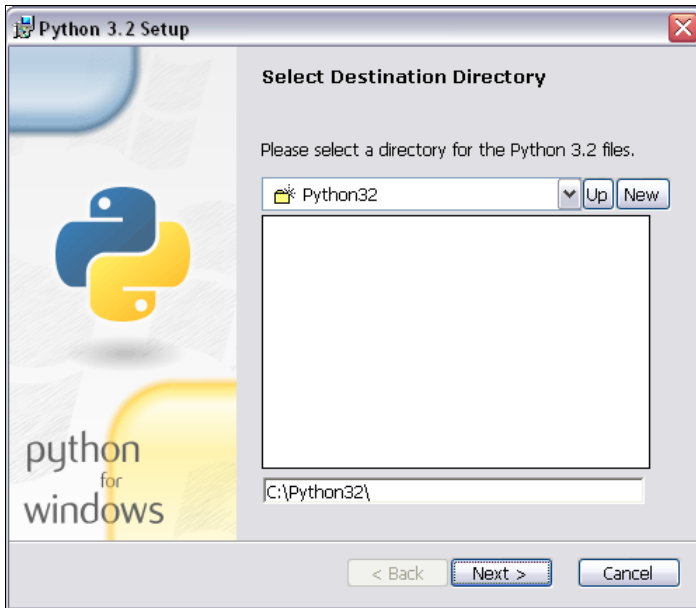 Python 3.2 Setup
Select Destination Directory
Please select a directory for the Python 3.2 files.
Python32
Up
New
C:\Python32\
python
for
windows
< Back
Next >
Cancel